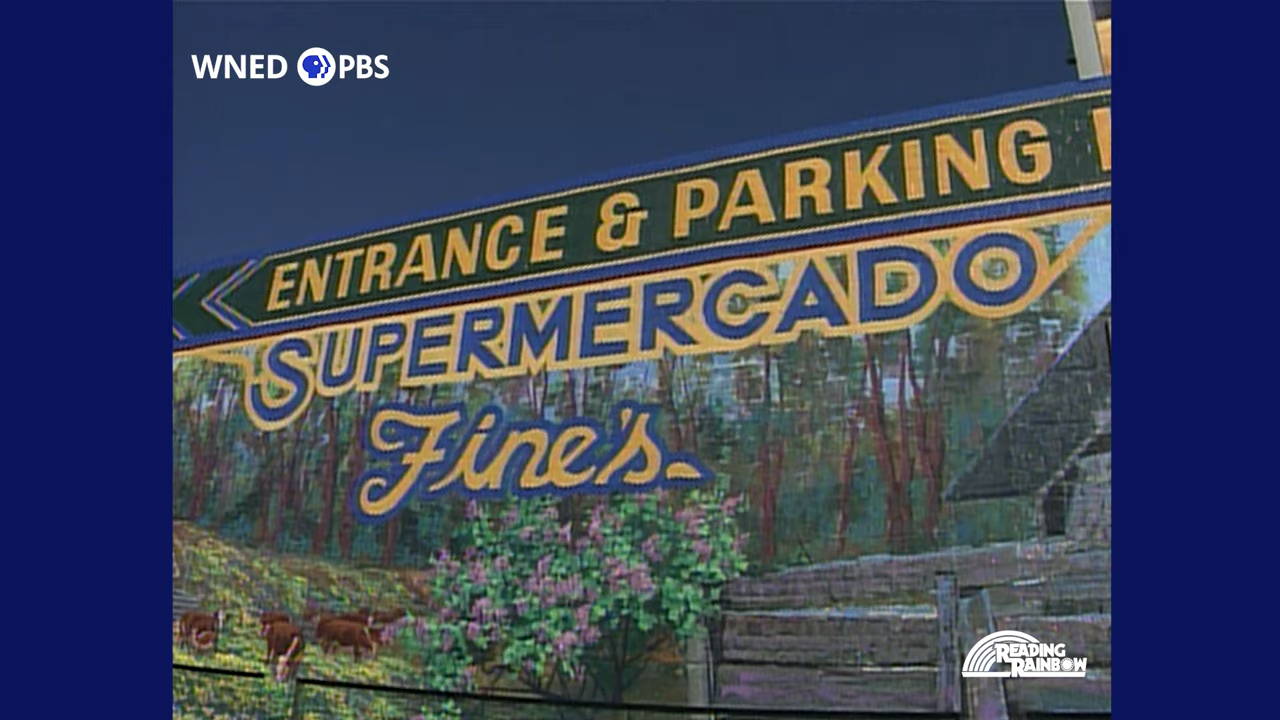 WNED PBS
ENTRANCE & PARKING
SUPERMERCADO
Fine's
READING
RAINBOW